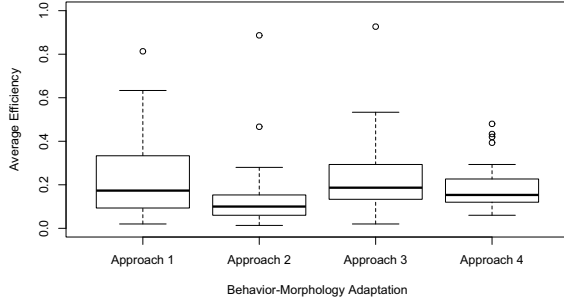 Average Efficiency
1.0
0.8
0.6
0.4
0.2
0.0
Approach 1 Approach 2 Approach 3 Approach 4
Behavior-Morphology Adaptation